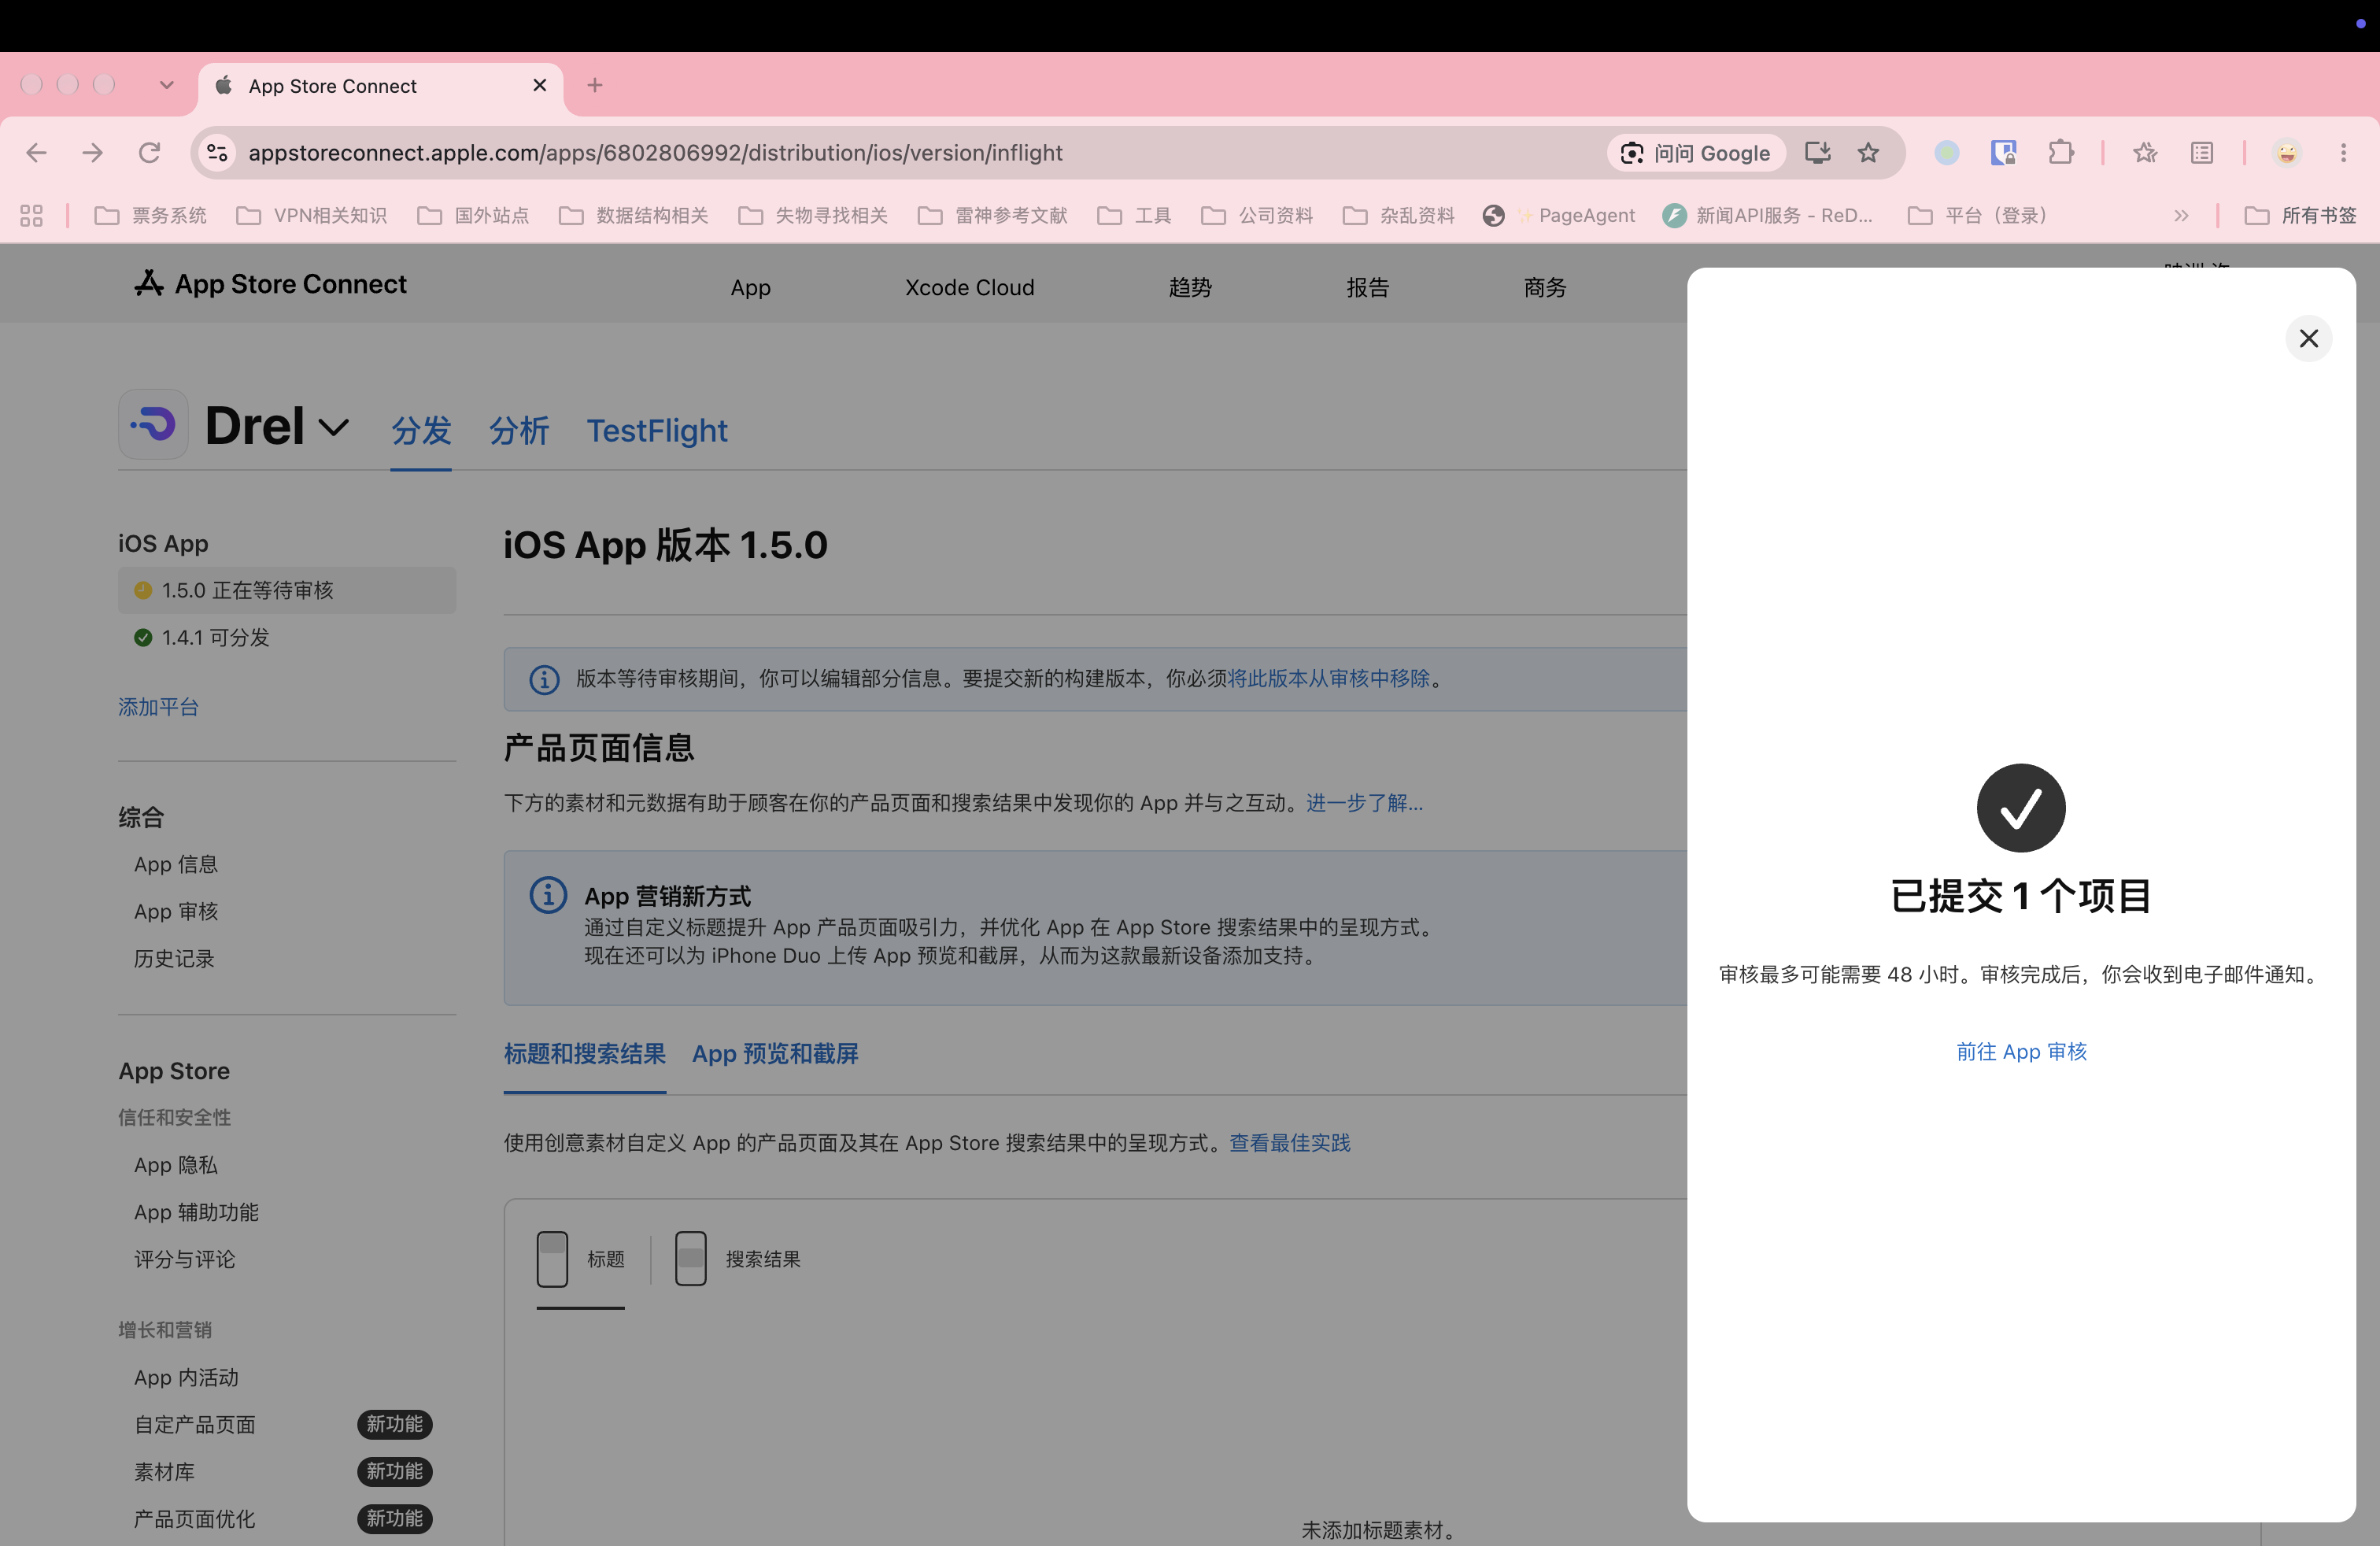 App Store Connect
appstoreconnect.apple.com/apps/6802806992/distribution/ios/version/inflight
问问 Google
票务系统
VPN相关知识
国外站点
数据结构相关
失物寻找相关
雷神参考文献
工具
公司资料
杂乱资料
PageAgent
新闻API服务 - ReD...
平台（登录）
所有书签
App Store Connect
App
Xcode Cloud
趋势
报告
商务
Drel
分发
分析
TestFlight
iOS App
1.5.0 正在等待审核
1.4.1 可分发
添加平台
综合
App 信息
App 审核
历史记录
App Store
信任和安全性
App 隐私
App 辅助功能
评分与评论
增长和营销
App 内活动
自定产品页面 新功能
素材库 新功能
产品页面优化 新功能
iOS App 版本 1.5.0
版本等待审核期间，你可以编辑部分信息。要提交新的构建版本，你必须将此版本从审核中移除。
产品页面信息
下方的素材和元数据有助于顾客在你的产品页面和搜索结果中发现你的 App 并与之互动。进一步了解...
App 营销新方式
通过自定义标题提升 App 产品页面吸引力，并优化 App 在 App Store 搜索结果中的呈现方式。
现在还可以为 iPhone Duo 上传 App 预览和截屏，从而为这款最新设备添加支持。
标题和搜索结果
App 预览和截屏
使用创意素材自定义 App 的产品页面及其在 App Store 搜索结果中的呈现方式。查看最佳实践
标题
搜索结果
未添加标题素材。
已提交 1 个项目
审核最多可能需要 48 小时。审核完成后，你会收到电子邮件通知。
前往 App 审核